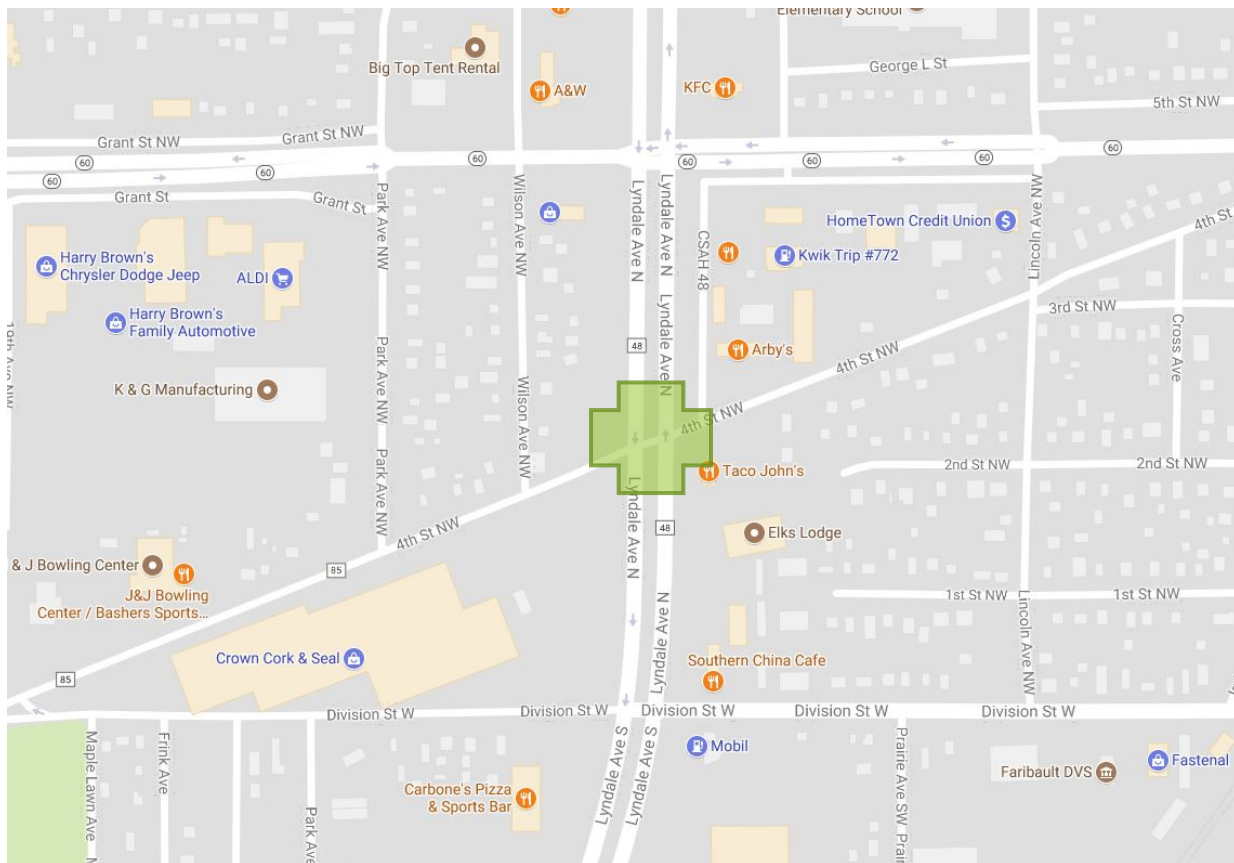 Elementary School
Big Top Tent Rental
George L St
A&W
KFC
5th St NW
Grant St NW
Grant St NW
60
60
60
60
60
60
60
60
Grant St
Grant St
Park Ave NW
Wilson Ave NW
Lyndale Ave N
Lyndale Ave N
Lincoln Ave NW
HomeTown Credit Union
4th St
CSAH 48
Kwik Trip #772
Harry Brown's
Chrysler Dodge Jeep
ALDI
Harry Brown's
Family Automotive
19th Ave NW
3rd St NW
Cross Ave
48
Lyndale Ave N
Arby's
4th St NW
Park Ave NW
K & G Manufacturing
Wilson Ave NW
4th St NW
Park Ave NW
Taco John's
2nd St NW
2nd St NW
Lyndale Ave N
48
4th St NW
Elks Lodge
& J Bowling Center
85
J&J Bowling
Center / Bashers Sports...
1st St NW
1st St NW
Lyndale Ave N
Lincoln Ave NW
Crown Cork & Seal
Southern China Cafe
85
Division St W
Division St W
Division St W
Division St W
Division St W
Maple Lawn Ave
Frink Ave
Park Ave
Lyndale Ave S
Lyndale Ave S
Mobil
Prairie Ave SW
Prai
Faribault DVS
Fastenal
Carbone's Pizza
& Sports Bar